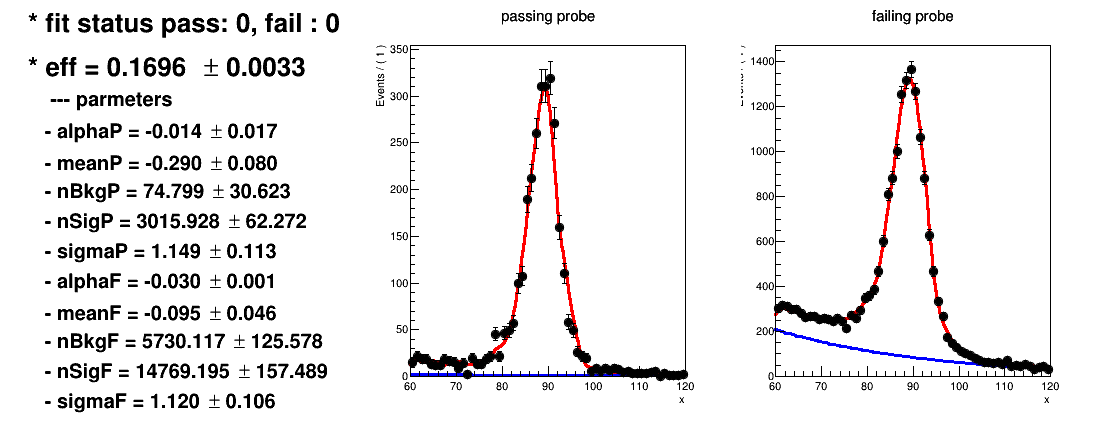 * fit status pass: 0, fail : 0
* eff = 0.1696 ± 0.0033
--- parmeters
- alphaP = -0.014 ± 0.017
- meanP = -0.290 ± 0.080
- nBkgP = 74.799 ± 30.623
- nSigP = 3015.928 ± 62.272
- sigmaP = 1.149 ± 0.113
- alphaF = -0.030 ± 0.001
- meanF = -0.095 ± 0.046
- nBkgF = 5730.117 ± 125.578
- nSigF = 14769.195 ± 157.489
- sigmaF = 1.120 ± 0.106
passing probe
Events / ( 1 )
350
300
250
200
150
100
50
0
60 70 80 90 100 110 120
x
failing probe
1400
1200
1000
800
600
400
200
0
60 70 80 90 100 110 120
x